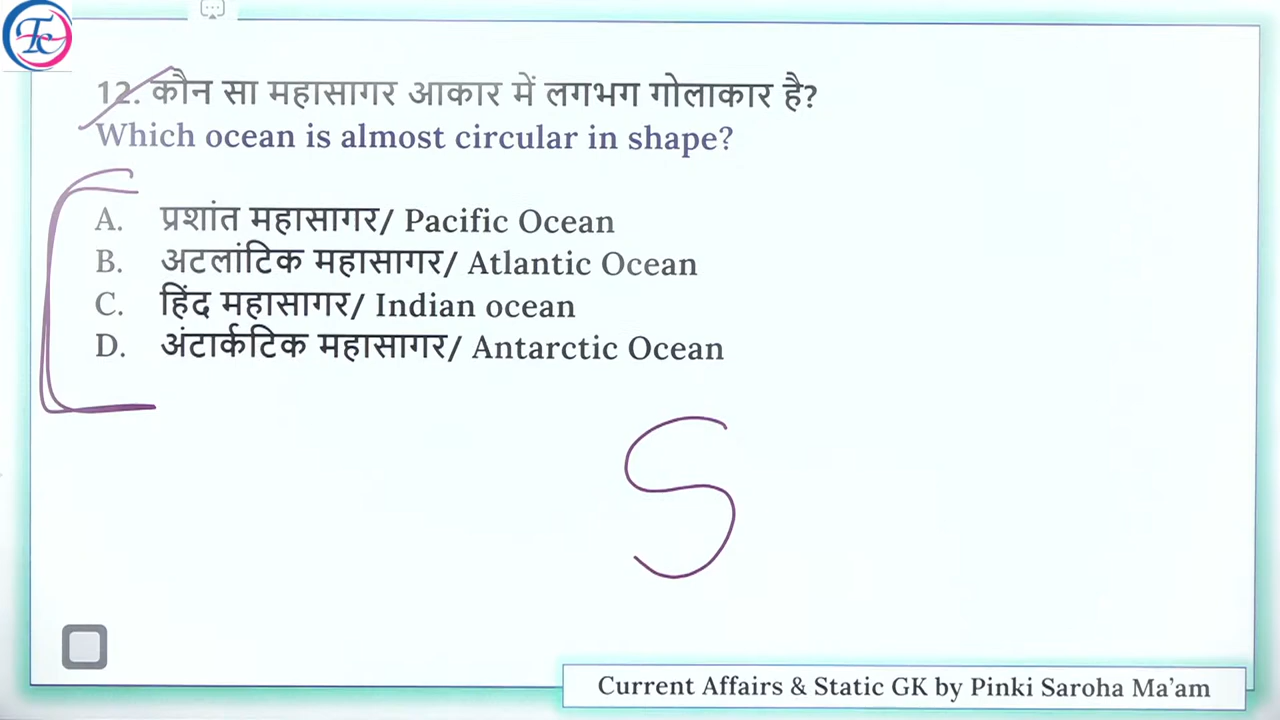 Tc
12. कौन सा महासागर आकार में लगभग गोलाकार है?
Which ocean is almost circular in shape?
A. प्रशांत महासागर/ Pacific Ocean
B. अटलांटिक महासागर/ Atlantic Ocean
C. हिंद महासागर/ Indian ocean
D. अंटार्कटिक महासागर/ Antarctic Ocean
S
Current Affairs & Static GK by Pinki Saroha Ma'am